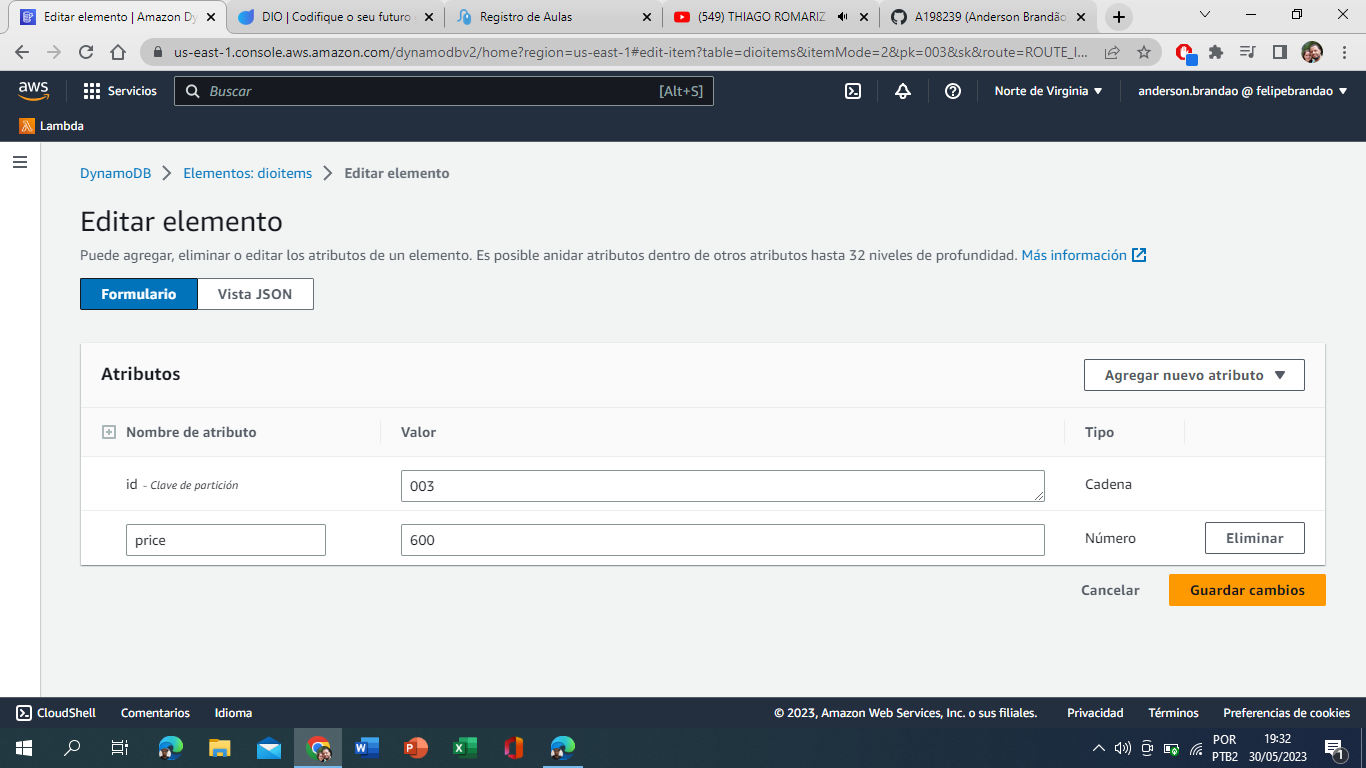 Editar elemento | Amazon Dy
DIO | Codifique o seu futuro
Registro de Aulas
(549) THIAGO ROMARIZ
A198239 (Anderson Brandão
us-east-1.console.aws.amazon.com/dynamodbv2/home?region=us-east-1#edit-item?table=dioitems&itemMode=2&pk=003&sk&route=ROUTE_I...
aws
Servicios
Buscar
[Alt+S]
Norte de Virginia
anderson.brandao @ felipebrandao
Lambda
DynamoDB
Elementos: dioitems
Editar elemento
Editar elemento
Puede agregar, eliminar o editar los atributos de un elemento. Es posible anidar atributos dentro de otros atributos hasta 32 niveles de profundidad. Más información
Formulario
Vista JSON
Atributos
Agregar nuevo atributo
Nombre de atributo
Valor
Tipo
id - Clave de partición
003
Cadena
price
600
Número
Eliminar
Cancelar
Guardar cambios
CloudShell
Comentarios
Idioma
© 2023, Amazon Web Services, Inc. o sus filiales.
Privacidad
Términos
Preferencias de cookies
POR
PTB2
19:32
30/05/2023
1